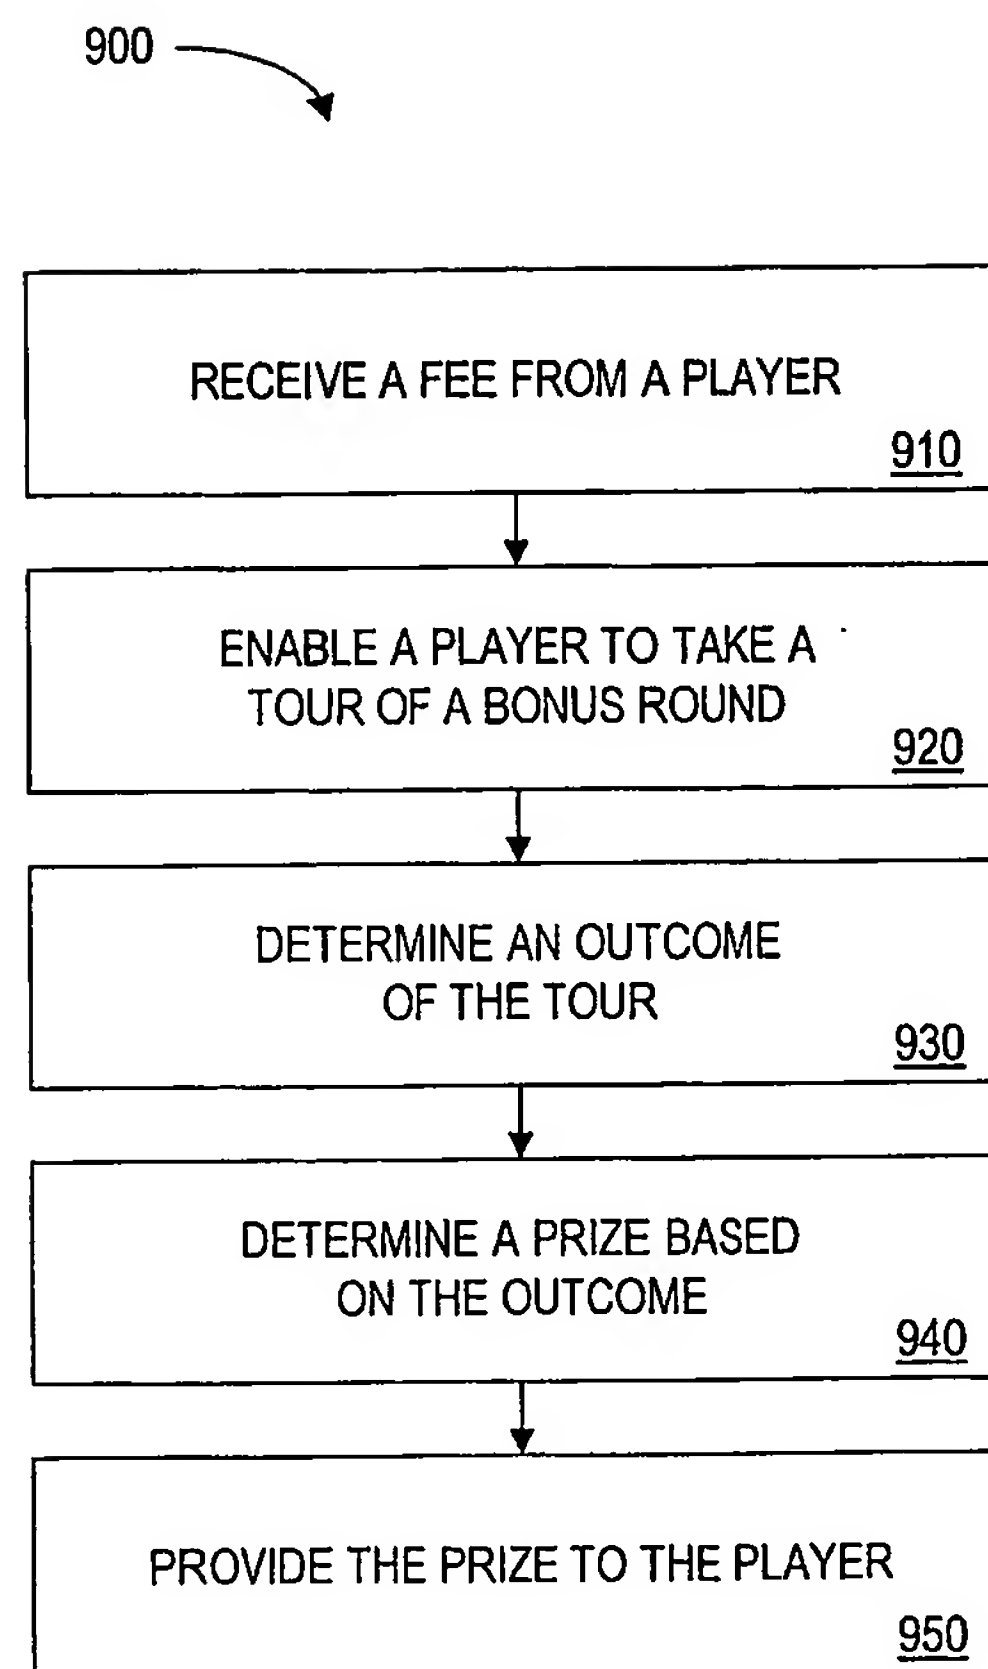 900
RECEIVE A FEE FROM A PLAYER
910
ENABLE A PLAYER TO TAKE A
TOUR OF A BONUS ROUND
920
DETERMINE AN OUTCOME
OF THE TOUR
930
DETERMINE A PRIZE BASED
ON THE OUTCOME
940
PROVIDE THE PRIZE TO THE PLAYER
950